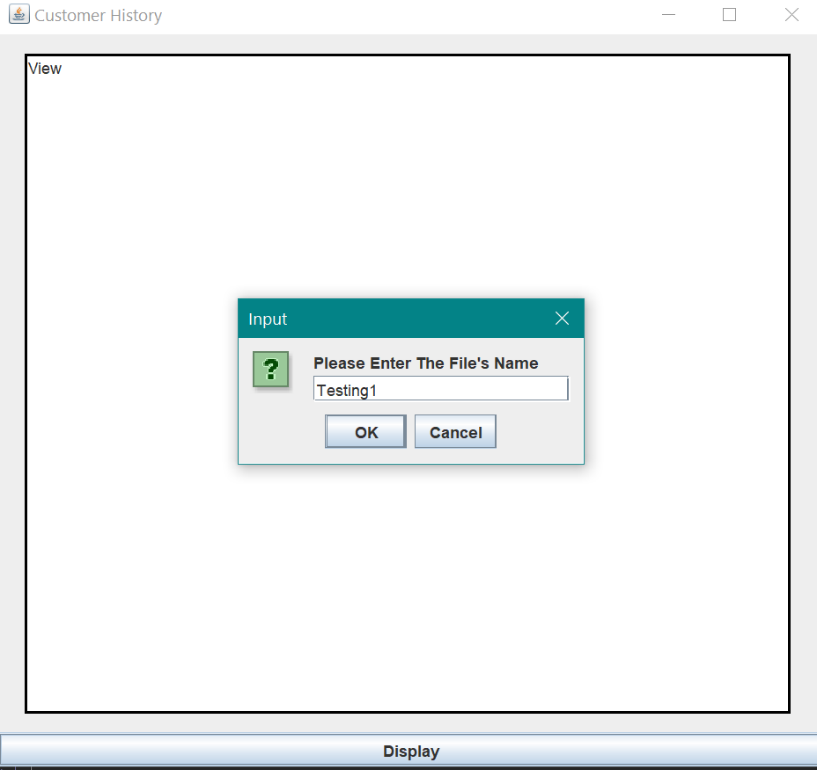 Customer History
View
Input
?
Please Enter The File's Name
Testing1
OK Cancel
Display